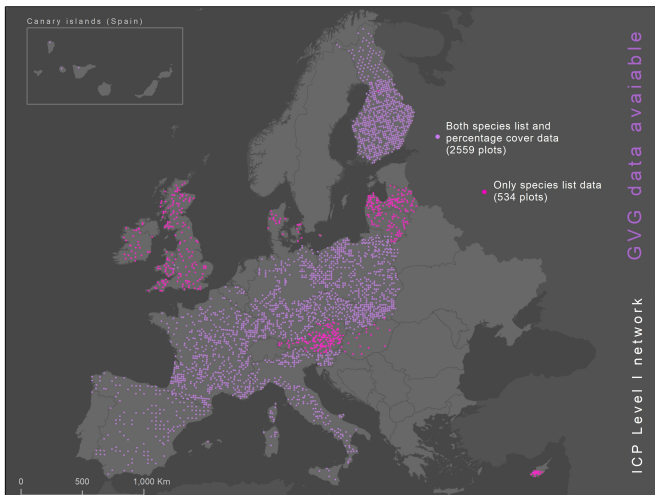 Canary islands (Spain)
Both species list and
percentage cover data
(2559 plots)
Only species list data
(534 plots)
GVG data avaiable
ICP Level I network
0 500 1,000 Km